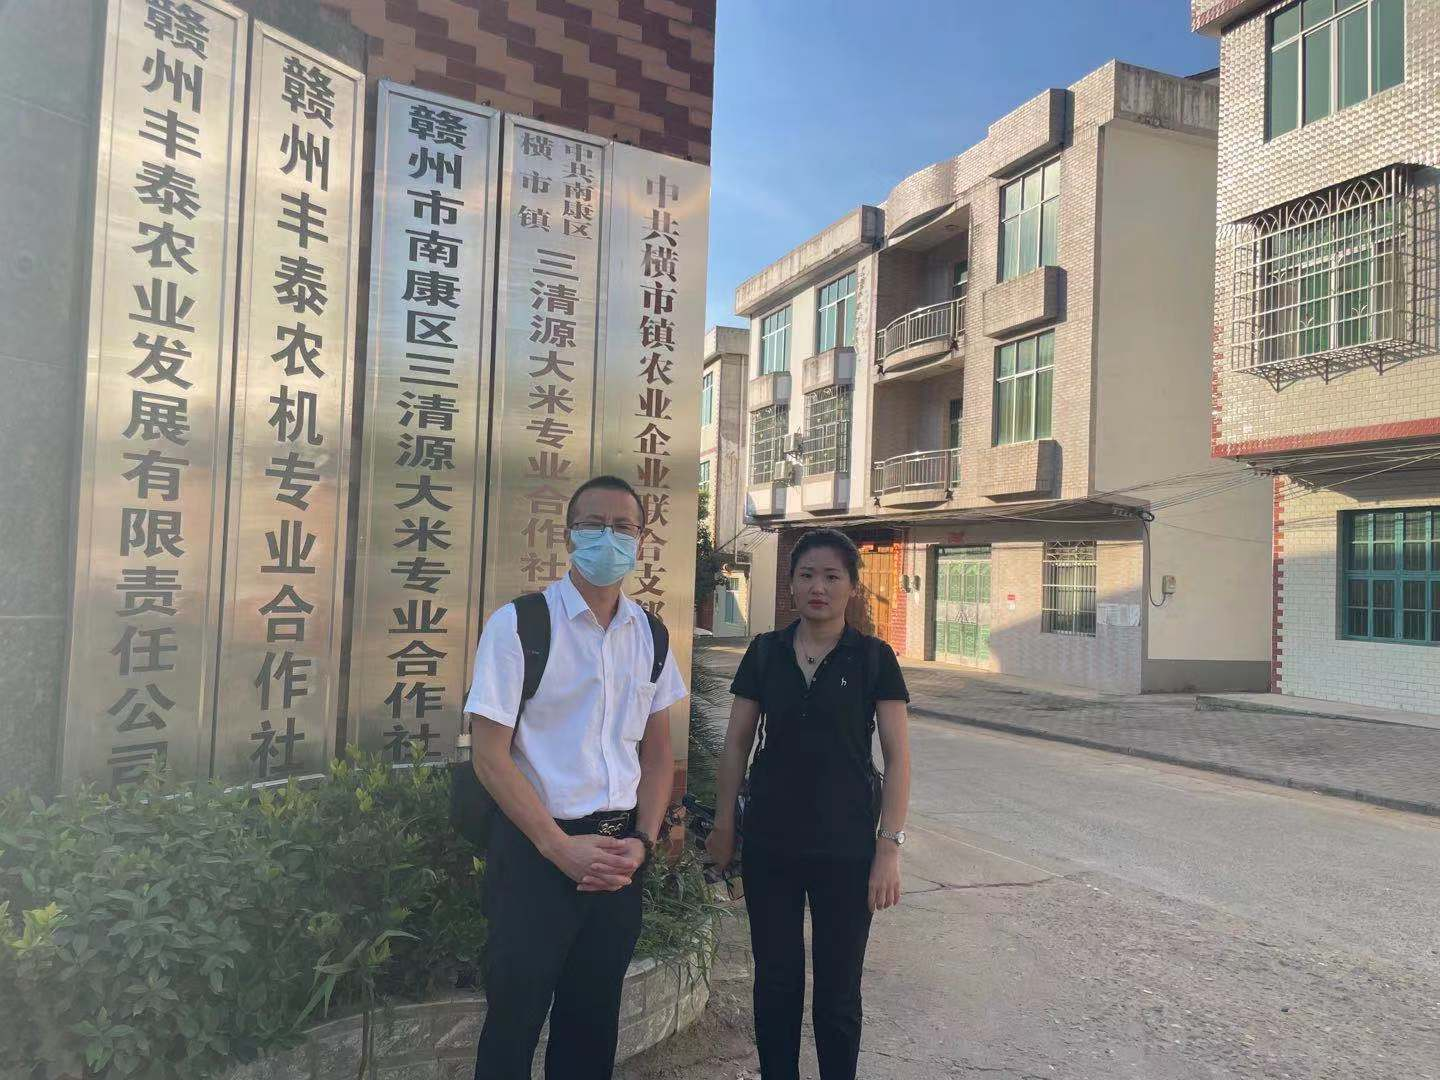 赣州丰泰农业发展有限责任公司
赣州丰泰农机专业合作社
赣州市南康区三清源大米专业合作社
中共南康区
横市镇
三清源大米专业合作社
中共横市镇农业企业联合支部
h